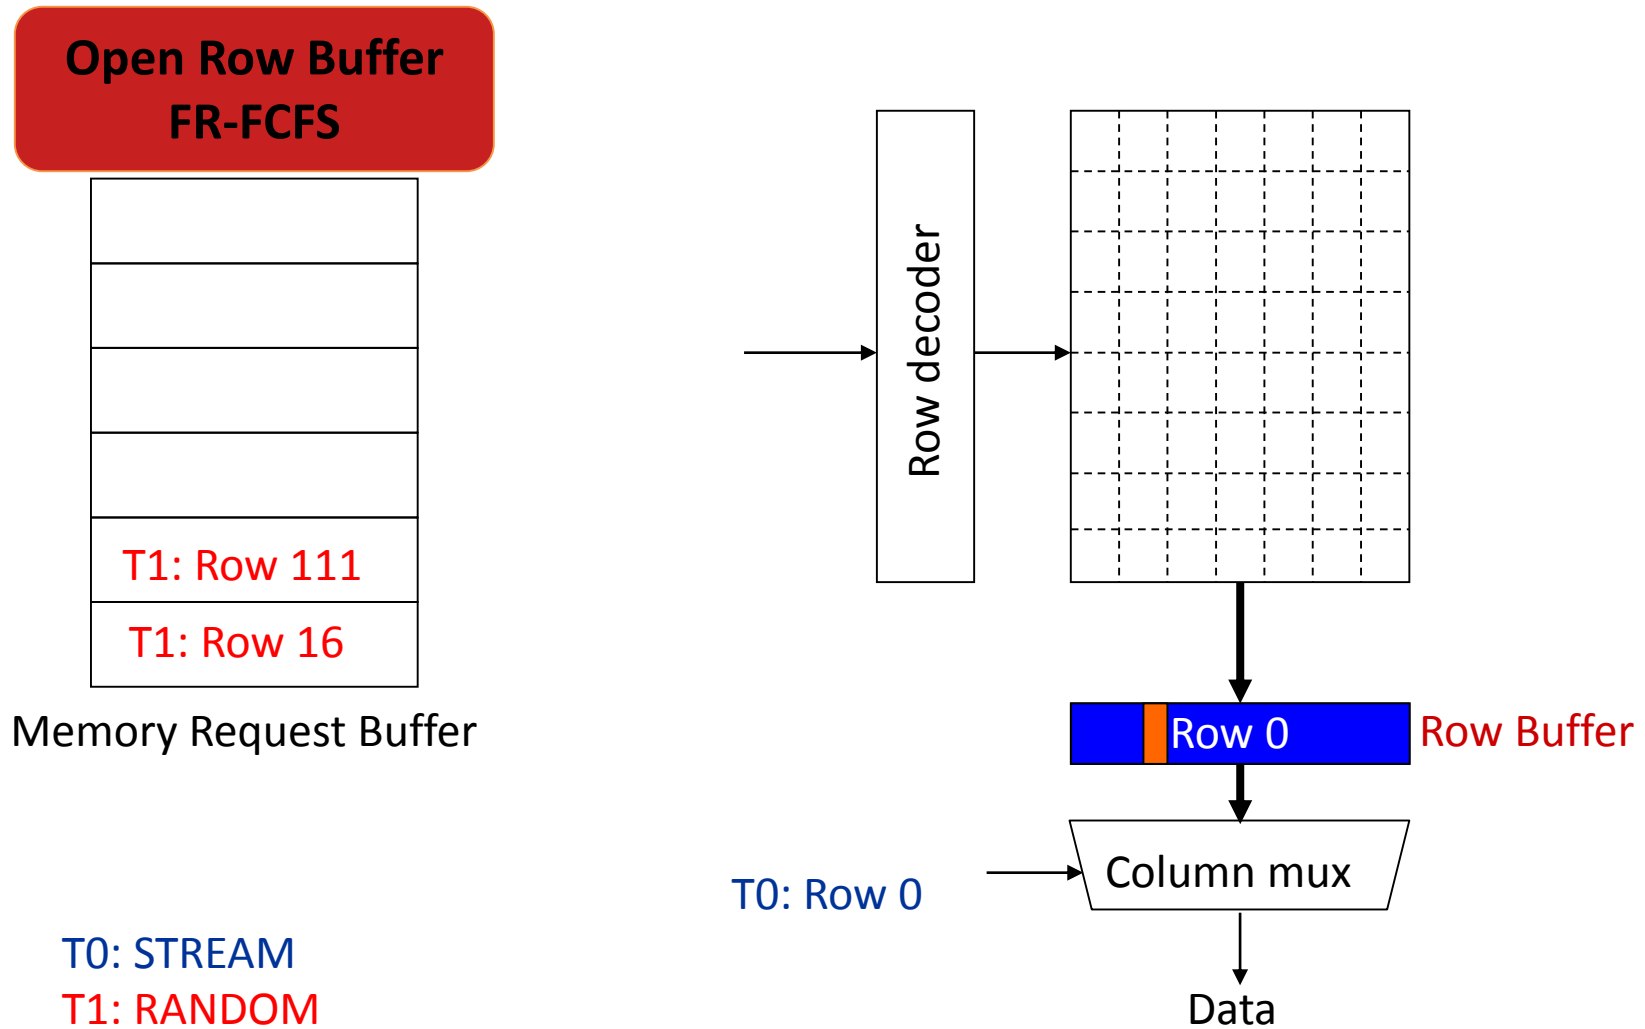 Open Row Buffer
FR-FCFS
T1: Row 111
T1: Row 16
Memory Request Buffer
T0: STREAM
T1: RANDOM
Row decoder
Row 0
Row Buffer
Column mux
T0: Row 0
Data